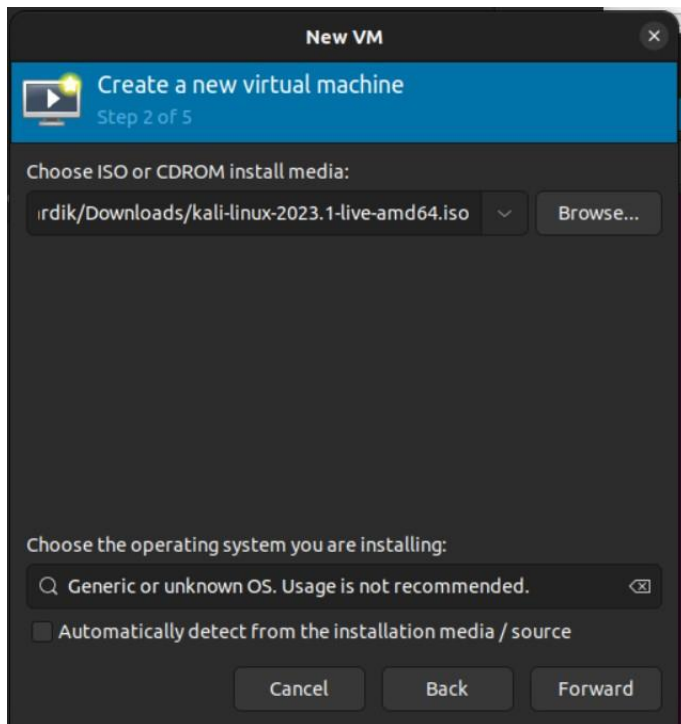 New VM
Create a new virtual machine
Step 2 of 5
Choose ISO or CDROM install media:
rdik/Downloads/kali-linux-2023.1-live-amd64.iso
Browse...
Choose the operating system you are installing:
Generic or unknown OS. Usage is not recommended.
Automatically detect from the installation media / source
Cancel
Back
Forward